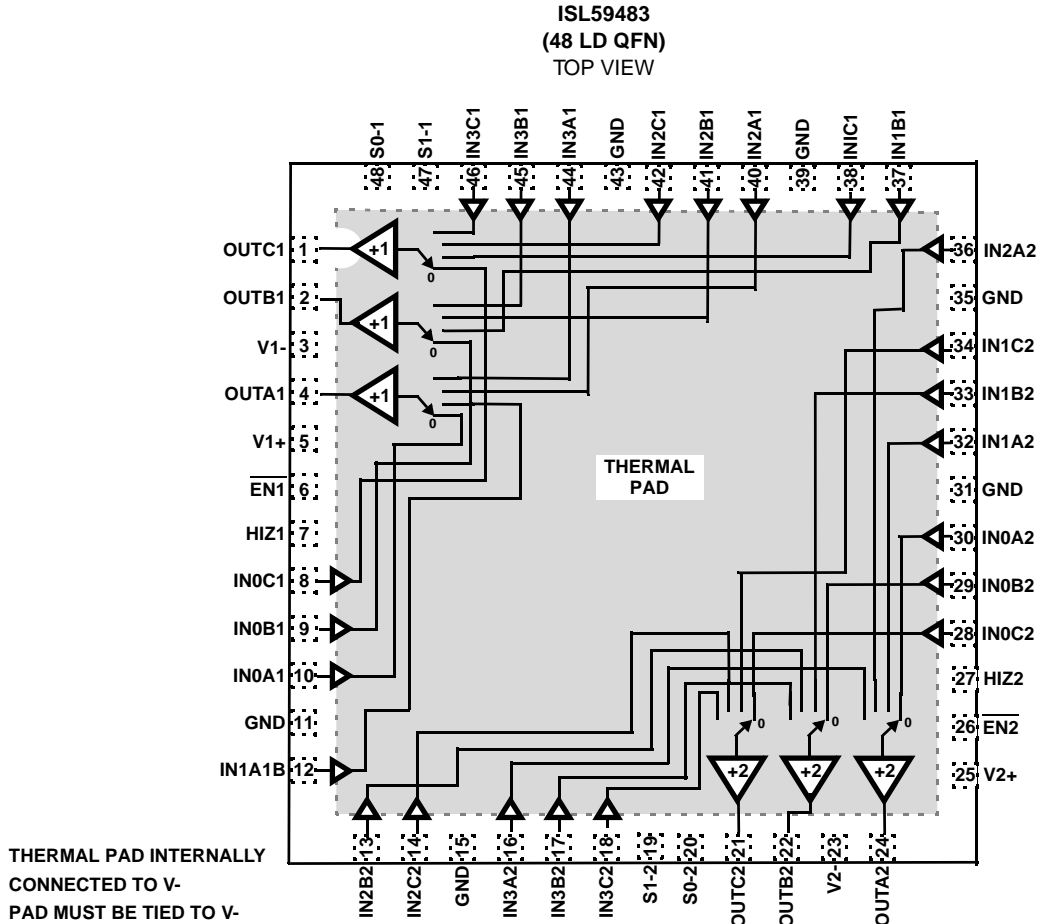 ISL59483
(48 LD QFN)
TOP VIEW
48 S0-1
47 S1-1
46 IN3C1
45 IN3B1
44 IN3A1
43 GND
42 IN2C1
41 IN2B1
40 IN2A1
39 GND
38 INIC1
37 IN1B1
OUTC1 1
OUTB1 2
V1- 3
OUTA1 4
V1+ 5
EN1 6
HIZ1 7
IN0C1 8
IN0B1 9
IN0A1 10
GND 11
IN1A1B 12
+1
0
+1
0
+1
0
THERMAL
PAD
36 IN2A2
35 GND
34 IN1C2
33 IN1B2
32 IN1A2
31 GND
30 IN0A2
29 IN0B2
28 IN0C2
27 HIZ2
26 EN2
25 V2+
0
0
0
+2
+2
+2
IN2B2 13
IN2C2 14
GND 15
IN3A2 16
IN3B2 17
IN3C2 18
S1-2 19
S0-2 20
OUTC2 21
OUTB2 22
V2- 23
OUTA2 24
THERMAL PAD INTERNALLY
CONNECTED TO V-
PAD MUST BE TIED TO V-